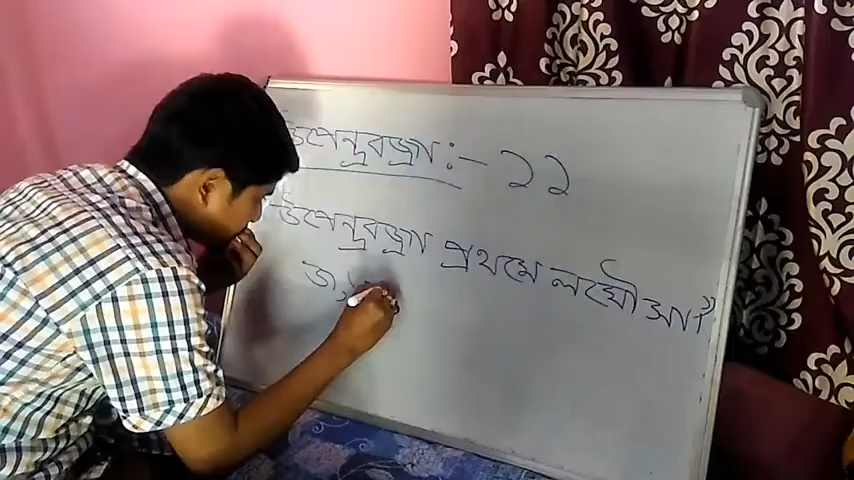 উপেন্দ্রবজ্রা :— ১১
উপেন্দ্রবজ্রা প্রথমে লঘৌ সা
জ